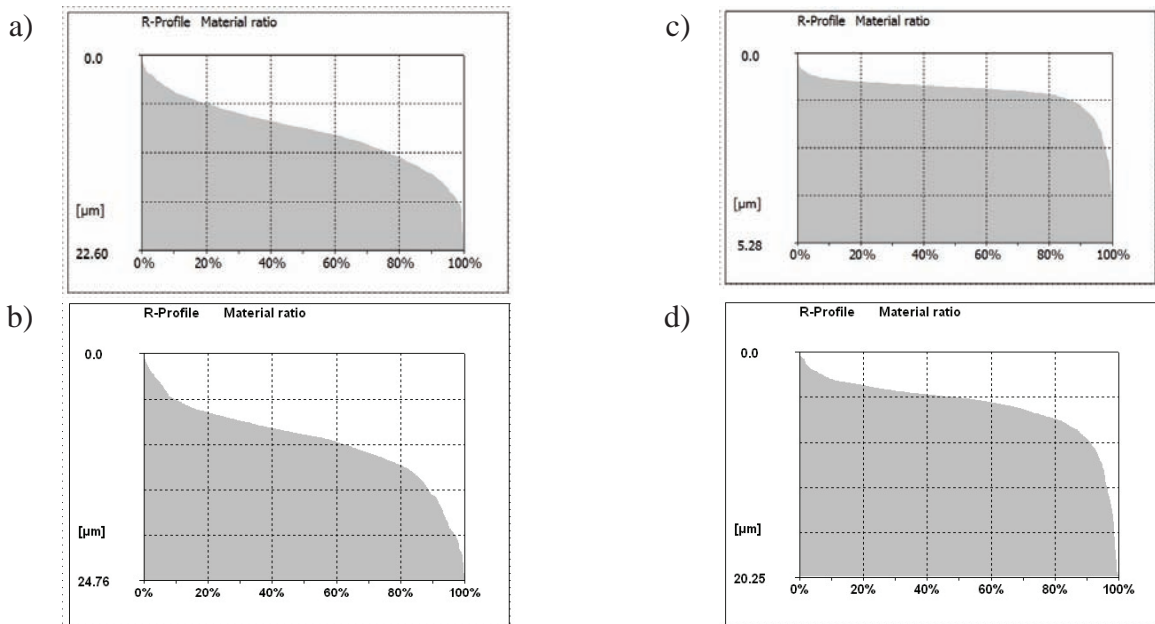 a)
R-Profile Material ratio
0.0
[µm]
22.60
0% 20% 40% 60% 80% 100%
c)
R-Profile Material ratio
0.0
[µm]
5.28
0% 20% 40% 60% 80% 100%
b)
R-Profile Material ratio
0.0
[µm]
24.76
0% 20% 40% 60% 80% 100%
d)
R-Profile Material ratio
0.0
[µm]
20.25
0% 20% 40% 60% 80% 100%